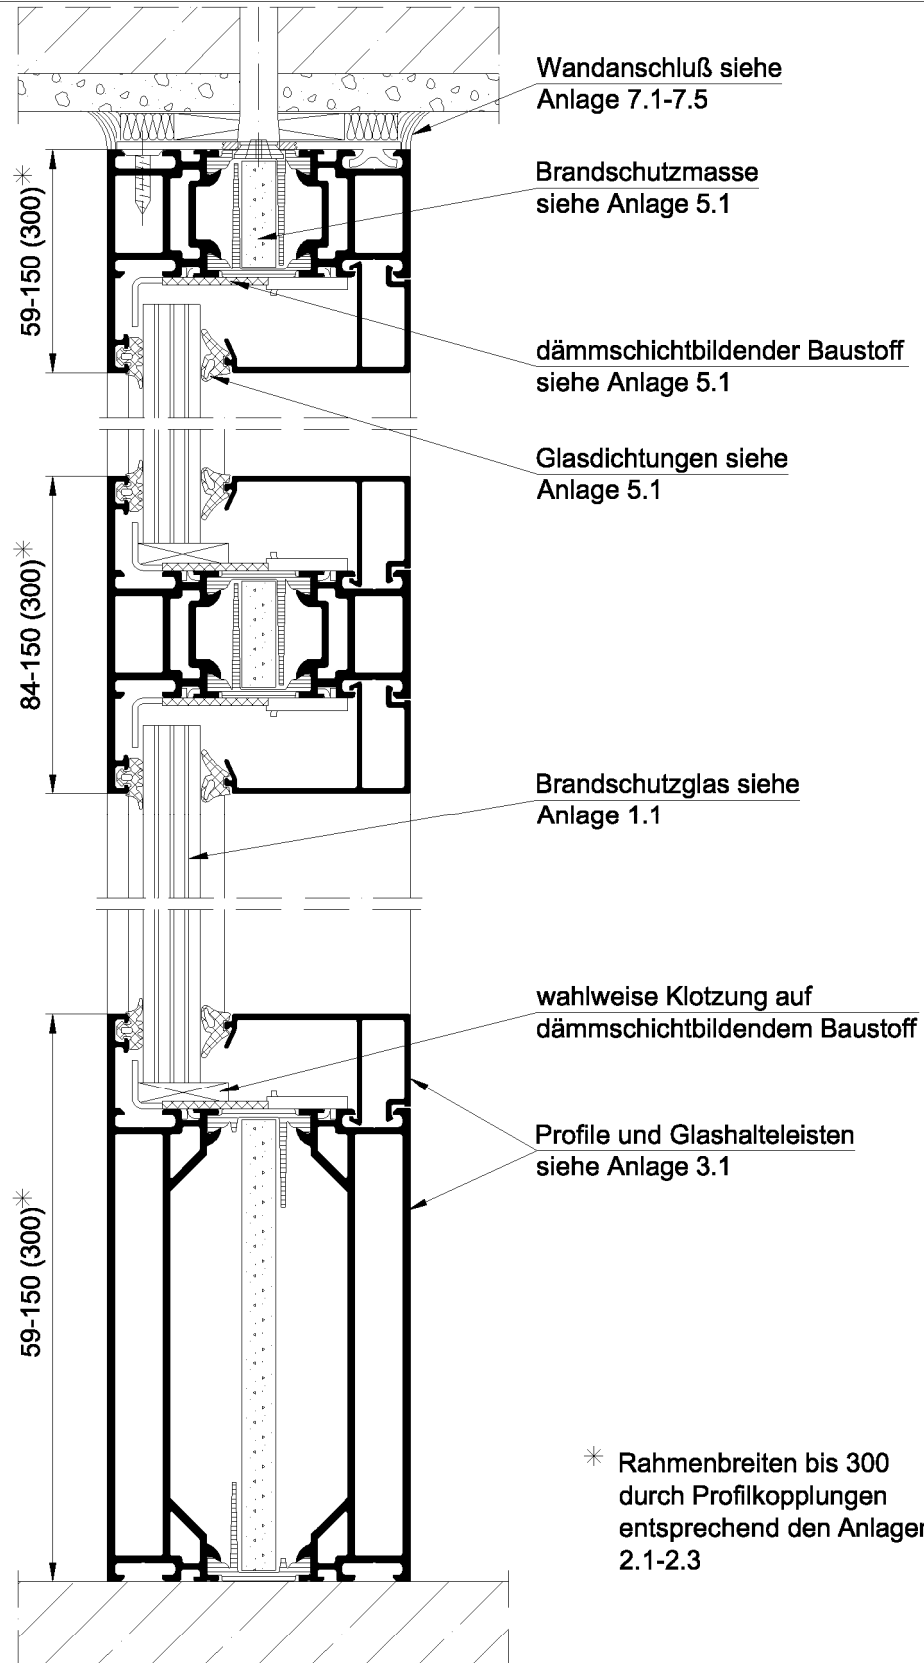 Wandanschluß siehe
Anlage 7.1-7.5
Brandschutzmasse
siehe Anlage 5.1
59-150 (300)*
dämmschichtbildender Baustoff
siehe Anlage 5.1
Glasdichtungen siehe
Anlage 5.1
84-150 (300)*
Brandschutzglas siehe
Anlage 1.1
wahlweise Klotzung auf
dämmschichtbildendem Baustoff
Profile und Glashalteleisten
siehe Anlage 3.1
59-150 (300)*
* Rahmenbreiten bis 300
durch Profilkopplungen
entsprechend den Anlagen
2.1-2.3